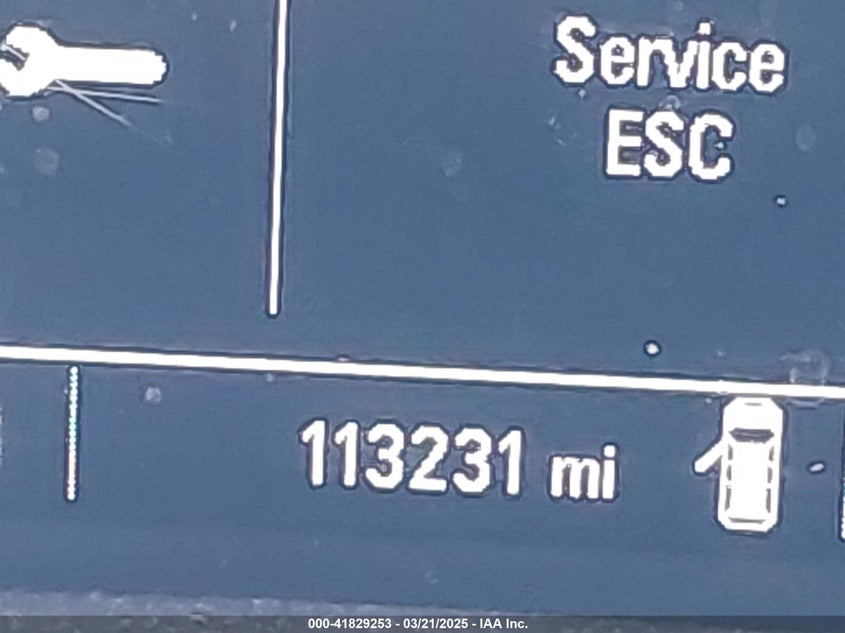 Service
ESC
113231 mi
000-41829253 - 03/21/2025 - IAA Inc.